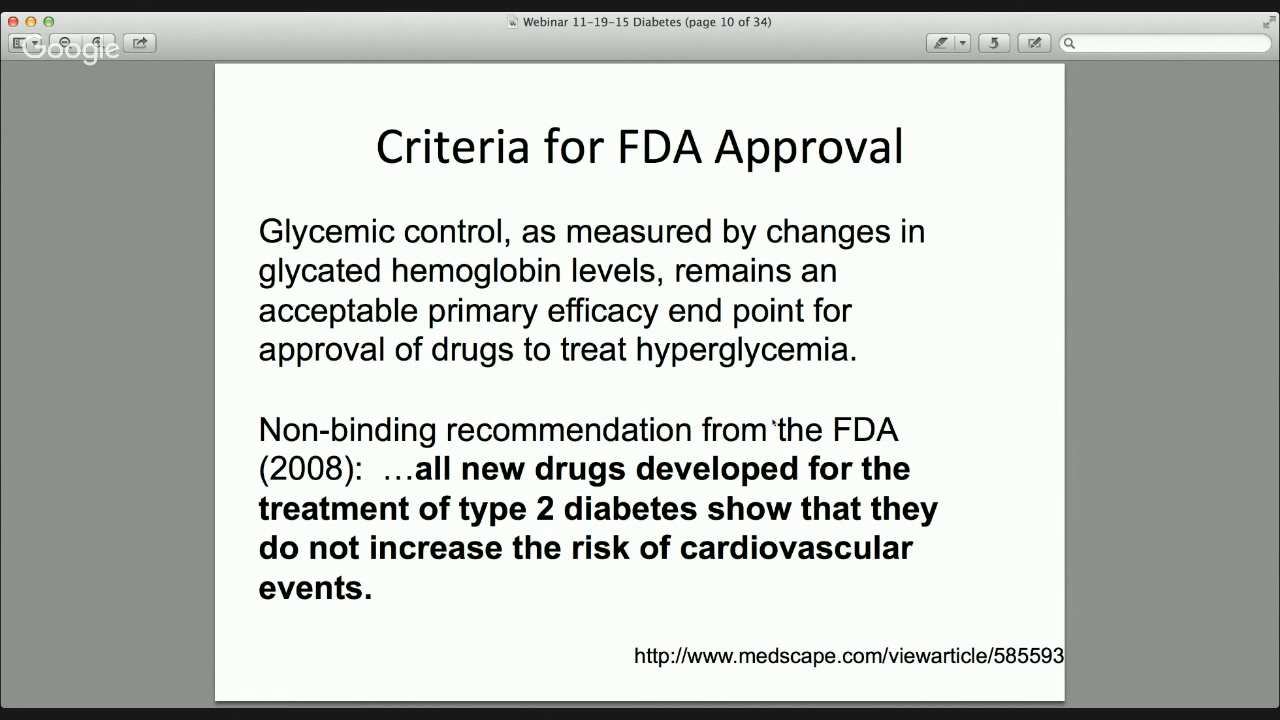 Webinar 11-19-15 Diabetes (page 10 of 34)
Google
Criteria for FDA Approval
Glycemic control, as measured by changes in
glycated hemoglobin levels, remains an
acceptable primary efficacy end point for
approval of drugs to treat hyperglycemia.
Non-binding recommendation from the FDA
(2008): …all new drugs developed for the
treatment of type 2 diabetes show that they
do not increase the risk of cardiovascular
events.
http://www.medscape.com/viewarticle/585593